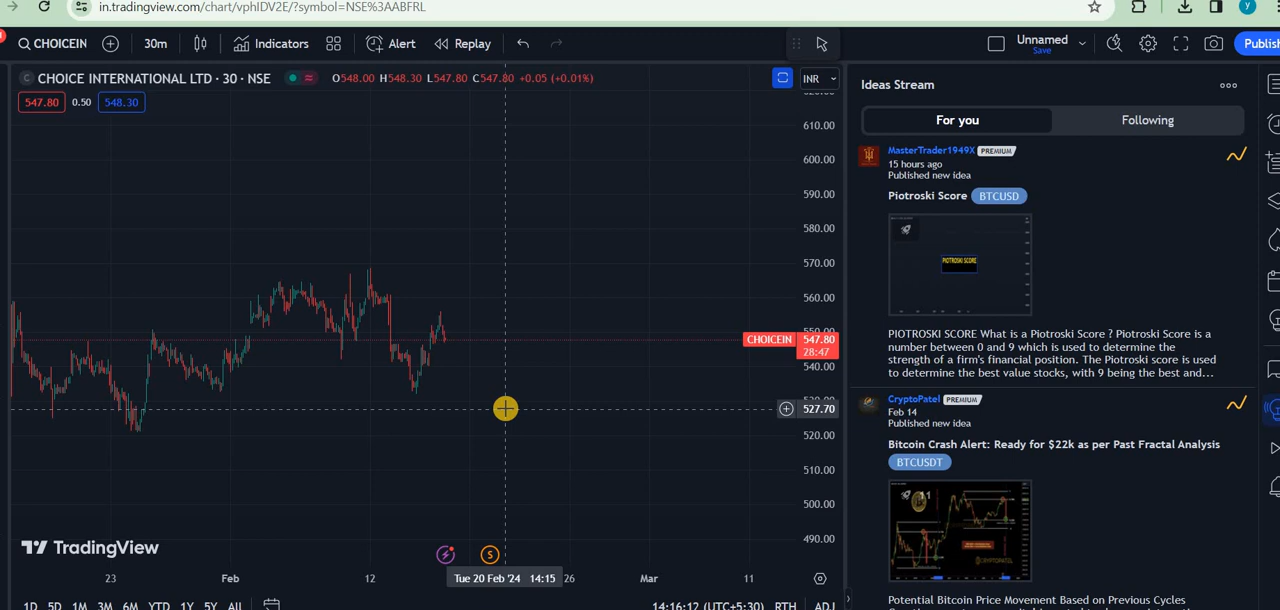 in.tradingview.com/chart/vphIDV2E/?symbol=NSE%3AABFRL
y
CHOICEIN
30m
Indicators
Alert
Replay
Unnamed
Save
Publish
C CHOICE INTERNATIONAL LTD · 30 · NSE
O548.00 H548.30 L547.80 C547.80 +0.05 (+0.01%)
INR
547.80 0.50 548.30
610.00
600.00
590.00
580.00
570.00
560.00
550.00
CHOICEIN 547.80
28:47
540.00
527.70
520.00
510.00
500.00
490.00
TradingView
S
23
Feb
12
Tue 20 Feb '24 14:15
26
Mar
11
1D 5D 1M 3M 6M YTD 1Y 5Y All
14:16:12 (UTC+5:30) RTH ADJ
Ideas Stream
For you
Following
MasterTrader1949X PREMIUM
15 hours ago
Published new idea
Piotroski Score BTCUSD
PIOTROSKI SCORE
PIOTROSKI SCORE What is a Piotroski Score ? Piotroski Score is a
number between 0 and 9 which is used to determine the
strength of a firm's financial position. The Piotroski score is used
to determine the best value stocks, with 9 being the best and...
CryptoPatel PREMIUM
Feb 14
Published new idea
Bitcoin Crash Alert: Ready for $22k as per Past Fractal Analysis
BTCUSDT
Potential Bitcoin Price Movement Based on Previous Cycles